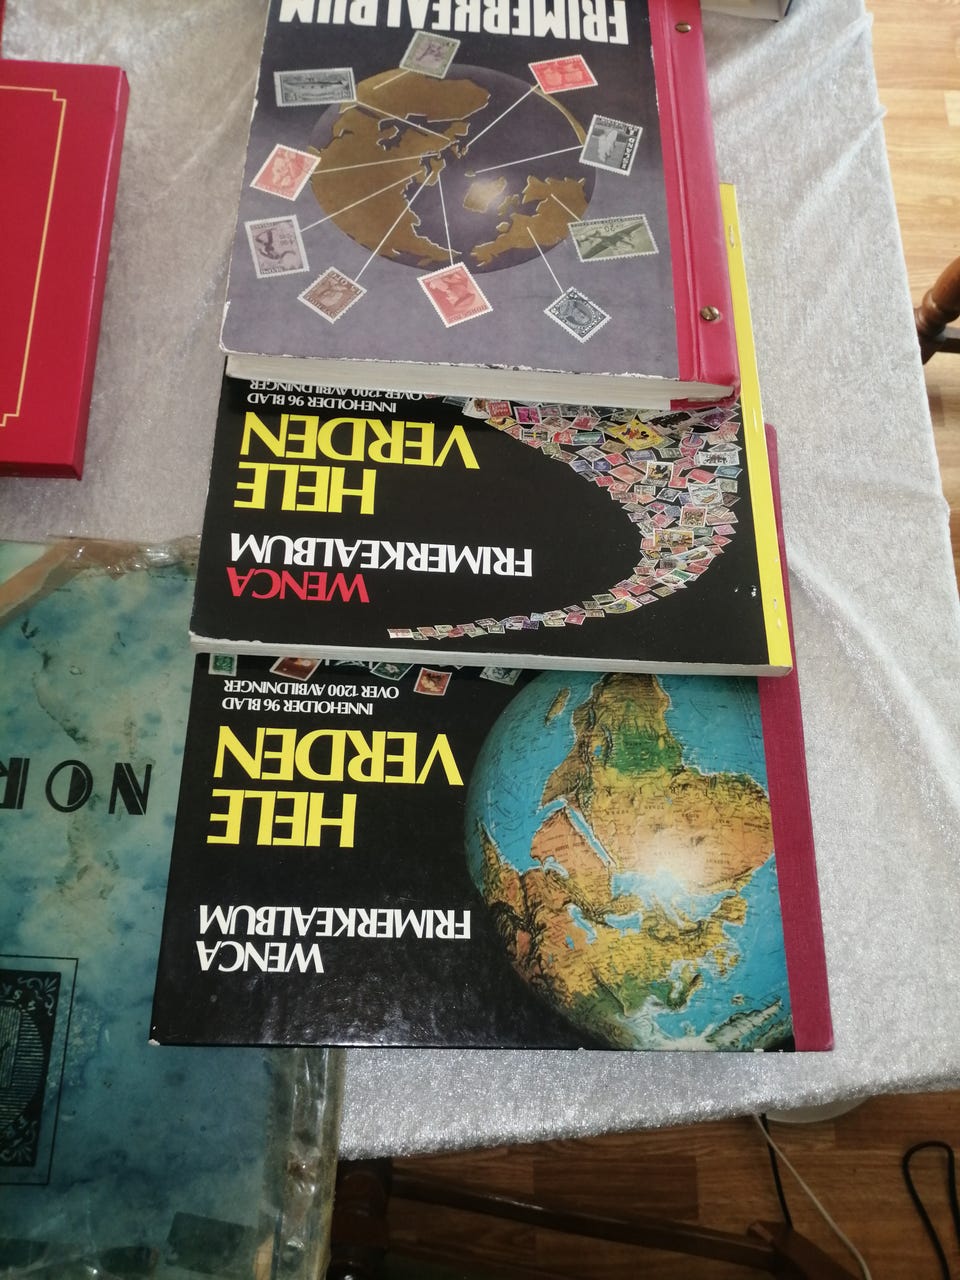 FRIMERKEALBUM
WENCA
FRIMERKEALBUM
HELE
VERDEN
INNEHOLDER 96 BLAD
OVER 1200 AVBILDNINGER
WENCA
FRIMERKEALBUM
HELE
VERDEN
INNEHOLDER 96 BLAD
OVER 1200 AVBILDNINGER
NOR